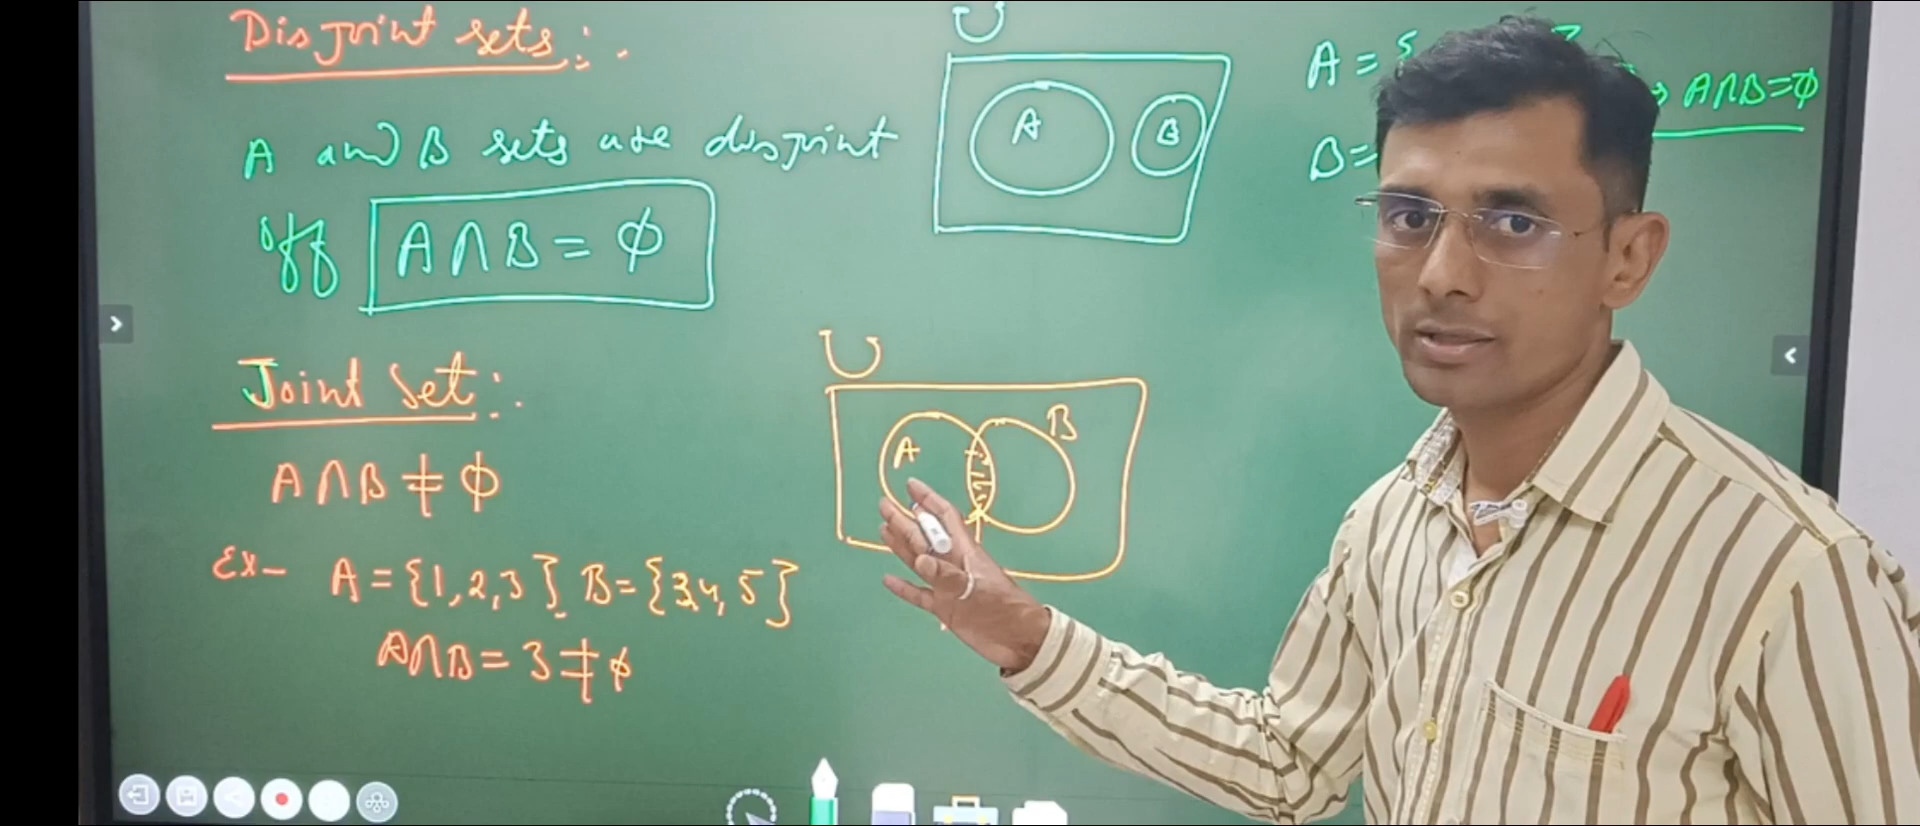 Disjoint sets:-.
A and B sets are disjoint
iff A∩B = ϕ
U
A
B
A =
B =
→ A∩B=ϕ
Joint Set:-.
A∩B ≠ ϕ
Ex- A = {1,2,3} B={3,4,5}
A∩B = 3 ≠ ϕ
U
A
B